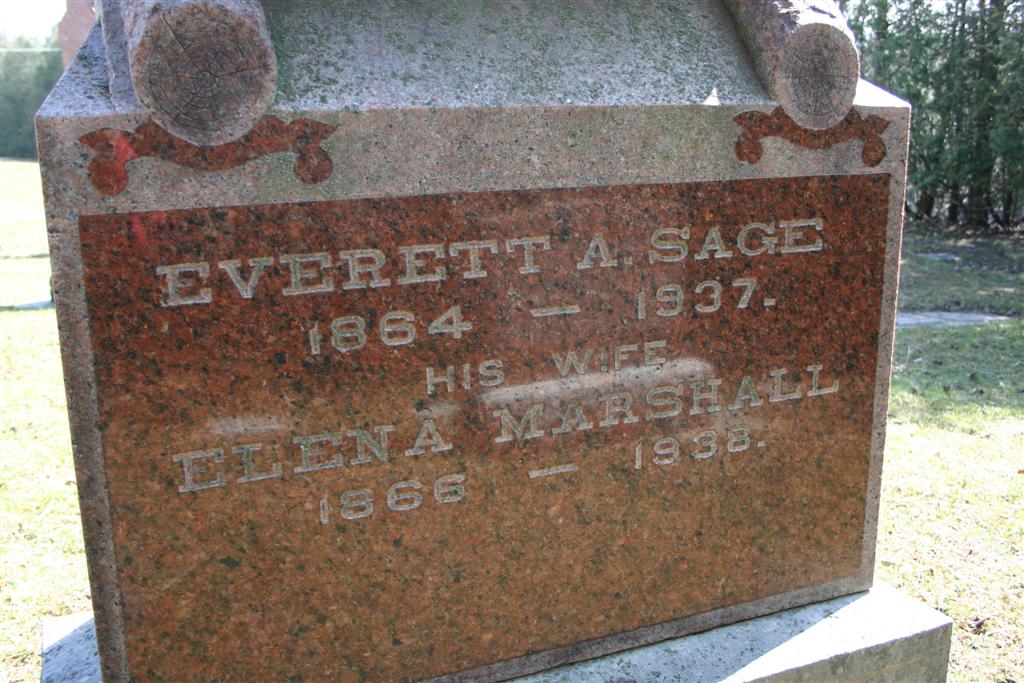 EVERETT A. SAGE
1864 — 1937.
HIS WIFE
ELENA MARSHALL
1866 — 1938.